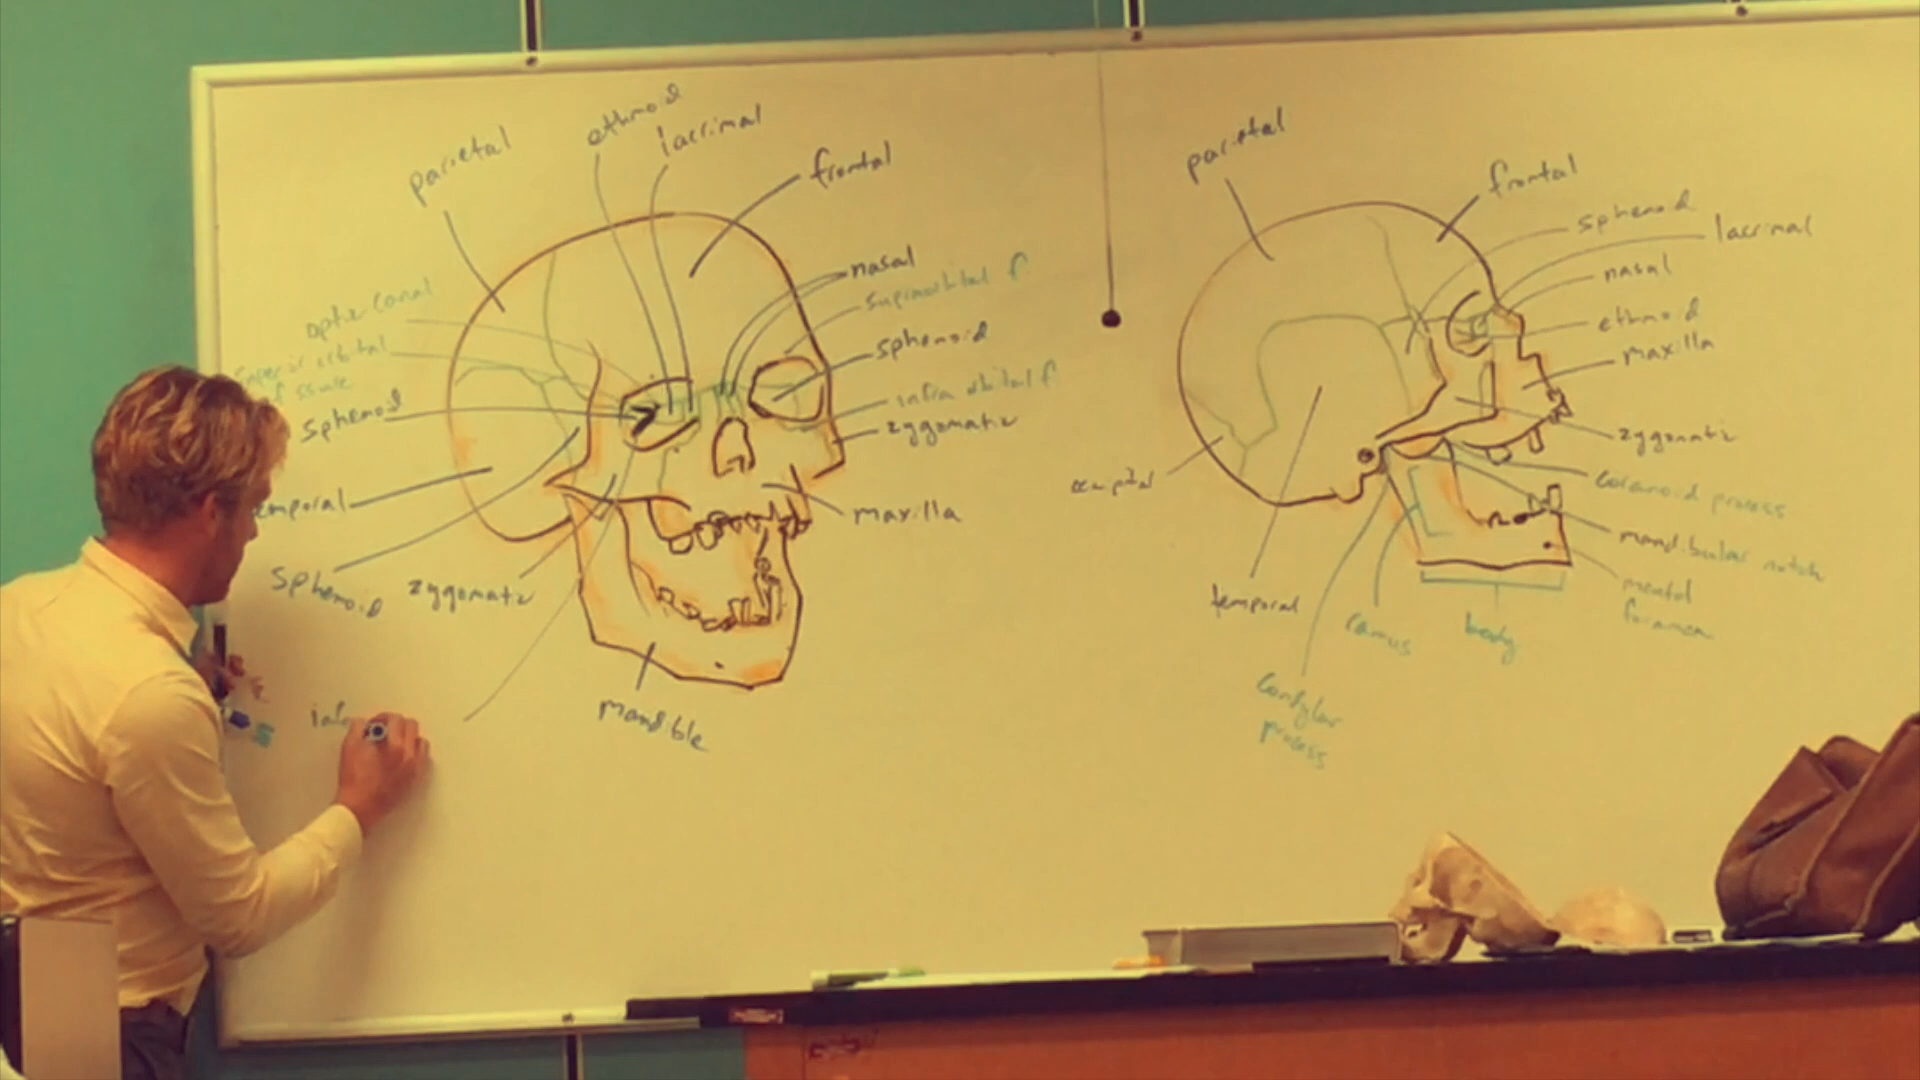 parietal
ethmoid
lacrimal
frontal
nasal
supraorbital f.
sphenoid
infraorbital f.
zygomatic
maxilla
optic canal
superior orbital
fissure
sphenoid
temporal
sphenoid
zygomatic
mandible
parietal
frontal
sphenoid
lacrimal
nasal
ethmoid
maxilla
zygomatic
coronoid process
mandibular notch
mental
foramen
occipital
temporal
ramus
body
condylar
process